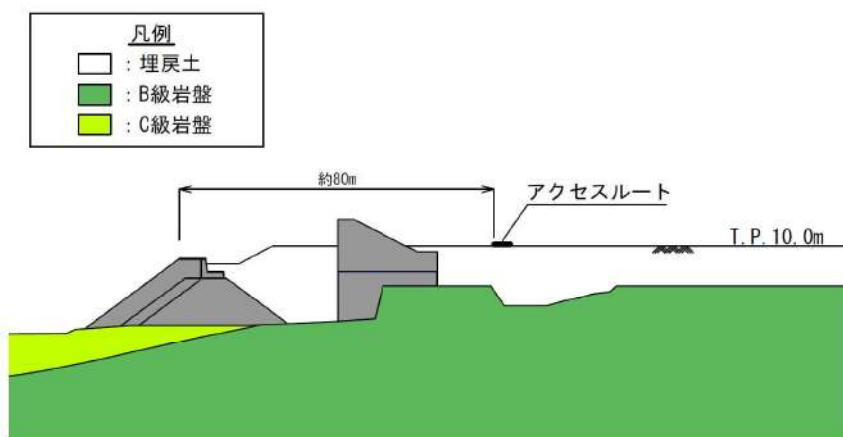 凡例
：埋戻土
：B級岩盤
：C級岩盤
約80m
アクセスルート
T.P.10.0m